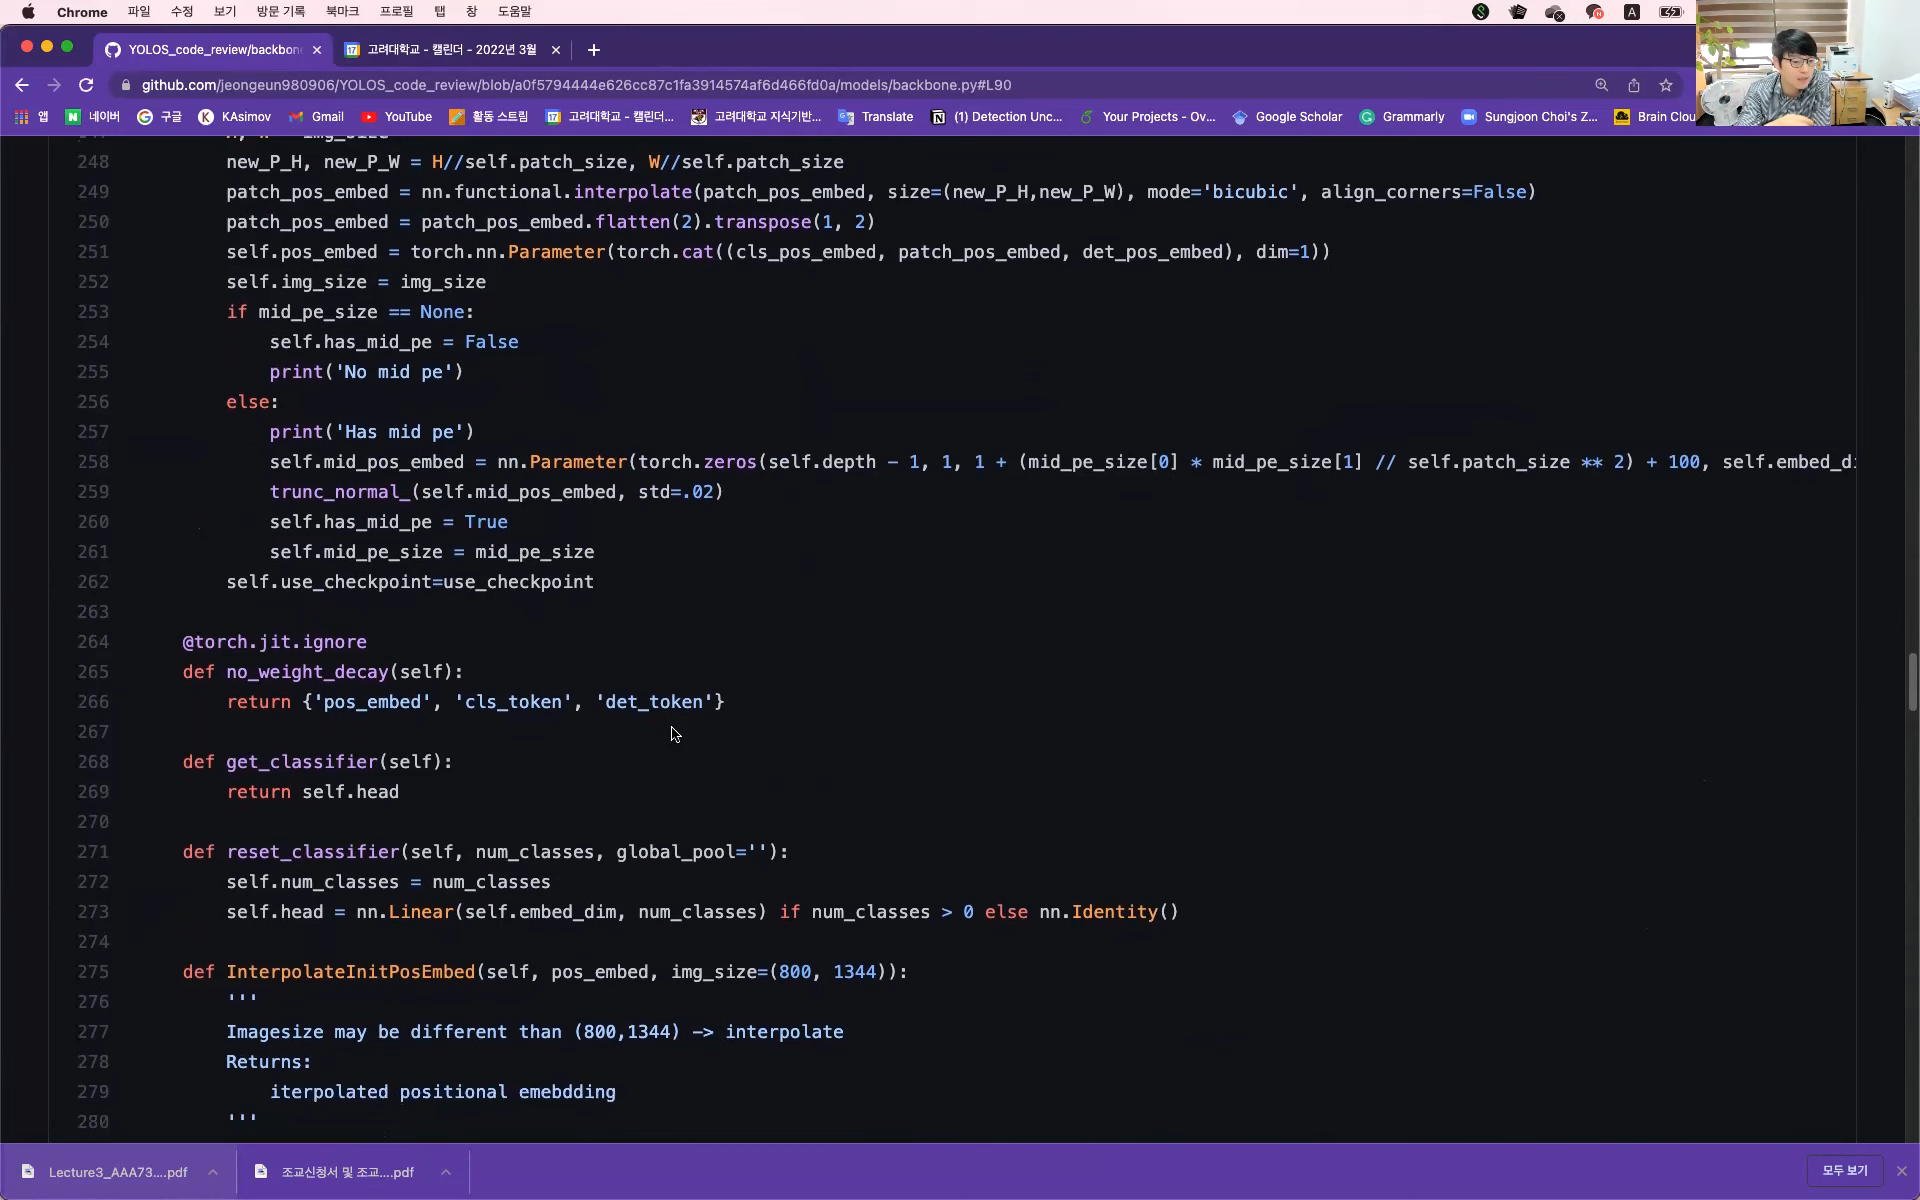 Chrome 파일 수정 보기 방문 기록 북마크 프로필 탭 창 도움말
YOLOS_code_review/backbon 고려대학교 - 캘린더 - 2022년 3월
github.com/jeongeun980906/YOLOS_code_review/blob/a0f5794444e626cc87c1fa3914574af6d466fd0a/models/backbone.py#L90
앱 네이버 구글 KAsimov Gmail YouTube 활동 스트림 고려대학교 - 캘린더... 고려대학교 지식기반... Translate (1) Detection Unc... Your Projects - Ov... Google Scholar Grammarly Sungjoon Choi's Z... Brain Clou
248 new_P_H, new_P_W = H//self.patch_size, W//self.patch_size
249 patch_pos_embed = nn.functional.interpolate(patch_pos_embed, size=(new_P_H,new_P_W), mode='bicubic', align_corners=False)
250 patch_pos_embed = patch_pos_embed.flatten(2).transpose(1, 2)
251 self.pos_embed = torch.nn.Parameter(torch.cat((cls_pos_embed, patch_pos_embed, det_pos_embed), dim=1))
252 self.img_size = img_size
253 if mid_pe_size == None:
254 self.has_mid_pe = False
255 print('No mid pe')
256 else:
257 print('Has mid pe')
258 self.mid_pos_embed = nn.Parameter(torch.zeros(self.depth - 1, 1, 1 + (mid_pe_size[0] * mid_pe_size[1] // self.patch_size ** 2) + 100, self.embed_di
259 trunc_normal_(self.mid_pos_embed, std=.02)
260 self.has_mid_pe = True
261 self.mid_pe_size = mid_pe_size
262 self.use_checkpoint=use_checkpoint
263
264 @torch.jit.ignore
265 def no_weight_decay(self):
266 return {'pos_embed', 'cls_token', 'det_token'}
267
268 def get_classifier(self):
269 return self.head
270
271 def reset_classifier(self, num_classes, global_pool=''):
272 self.num_classes = num_classes
273 self.head = nn.Linear(self.embed_dim, num_classes) if num_classes > 0 else nn.Identity()
274
275 def InterpolateInitPosEmbed(self, pos_embed, img_size=(800, 1344)):
276 '''
277 Imagesize may be different than (800,1344) -> interpolate
278 Returns:
279 iterpolated positional emebdding
280 '''
Lecture3_AAA73....pdf 조교신청서 및 조교....pdf 모두 보기